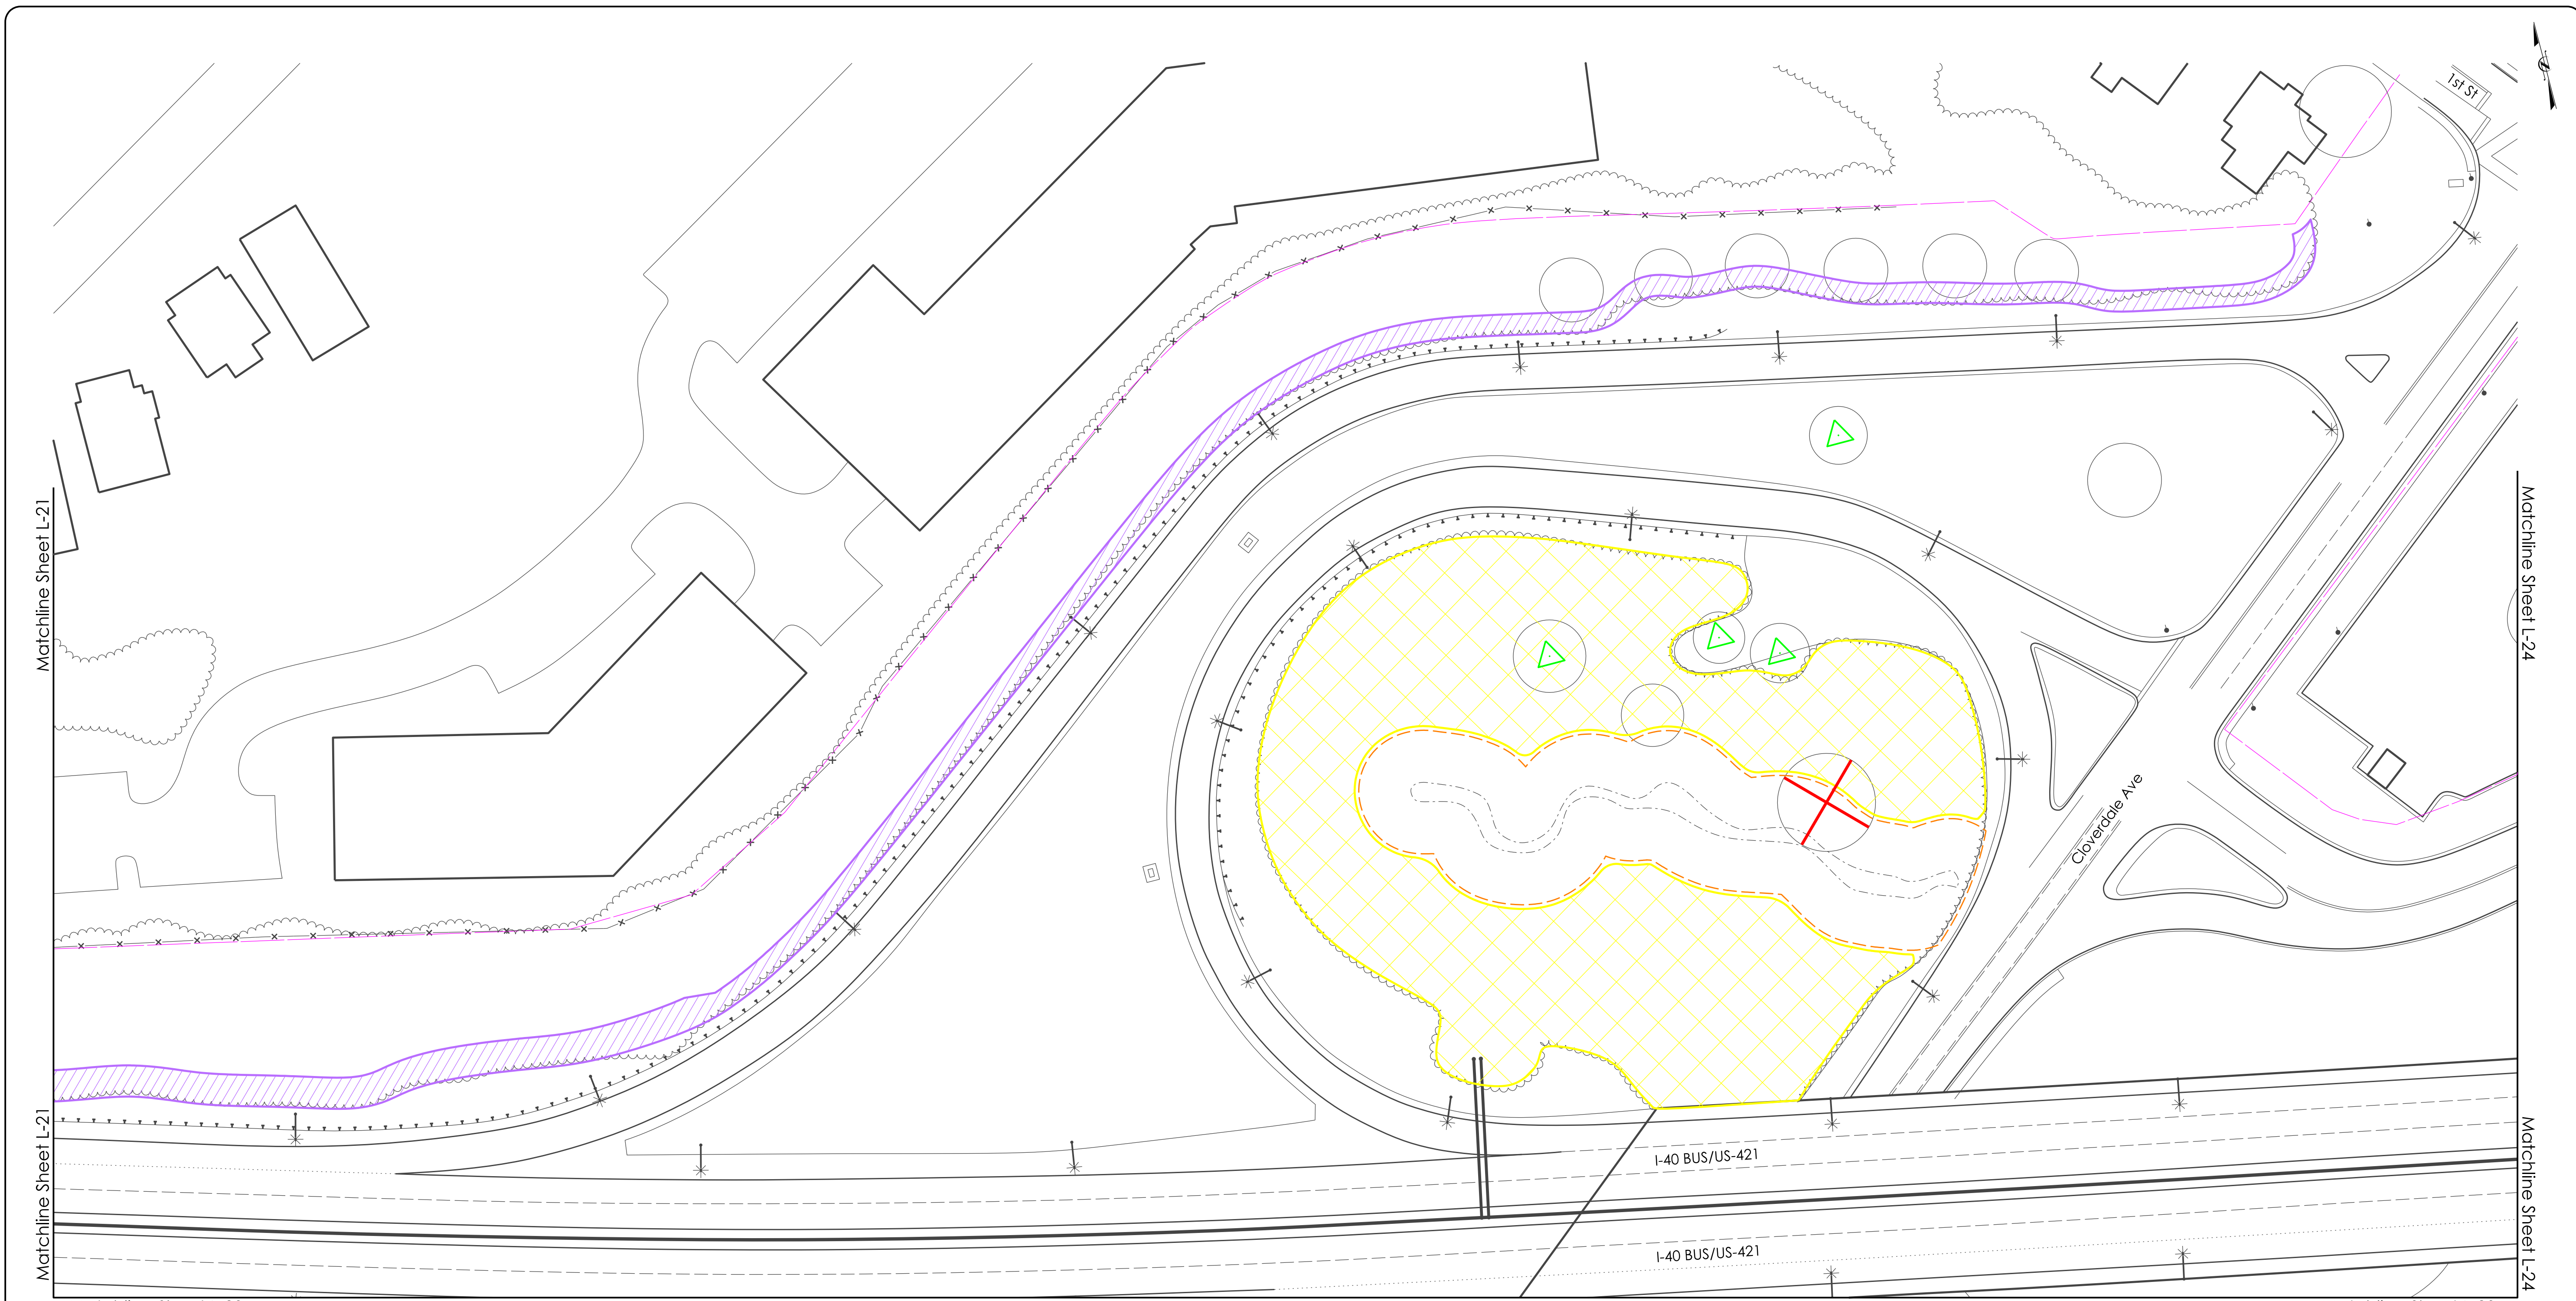 1st St
Matchline Sheet L-21
Matchline Sheet L-24
Cloverdale Ave
Matchline Sheet L-21
Matchline Sheet L-24
I-40 BUS/US-421
I-40 BUS/US-421